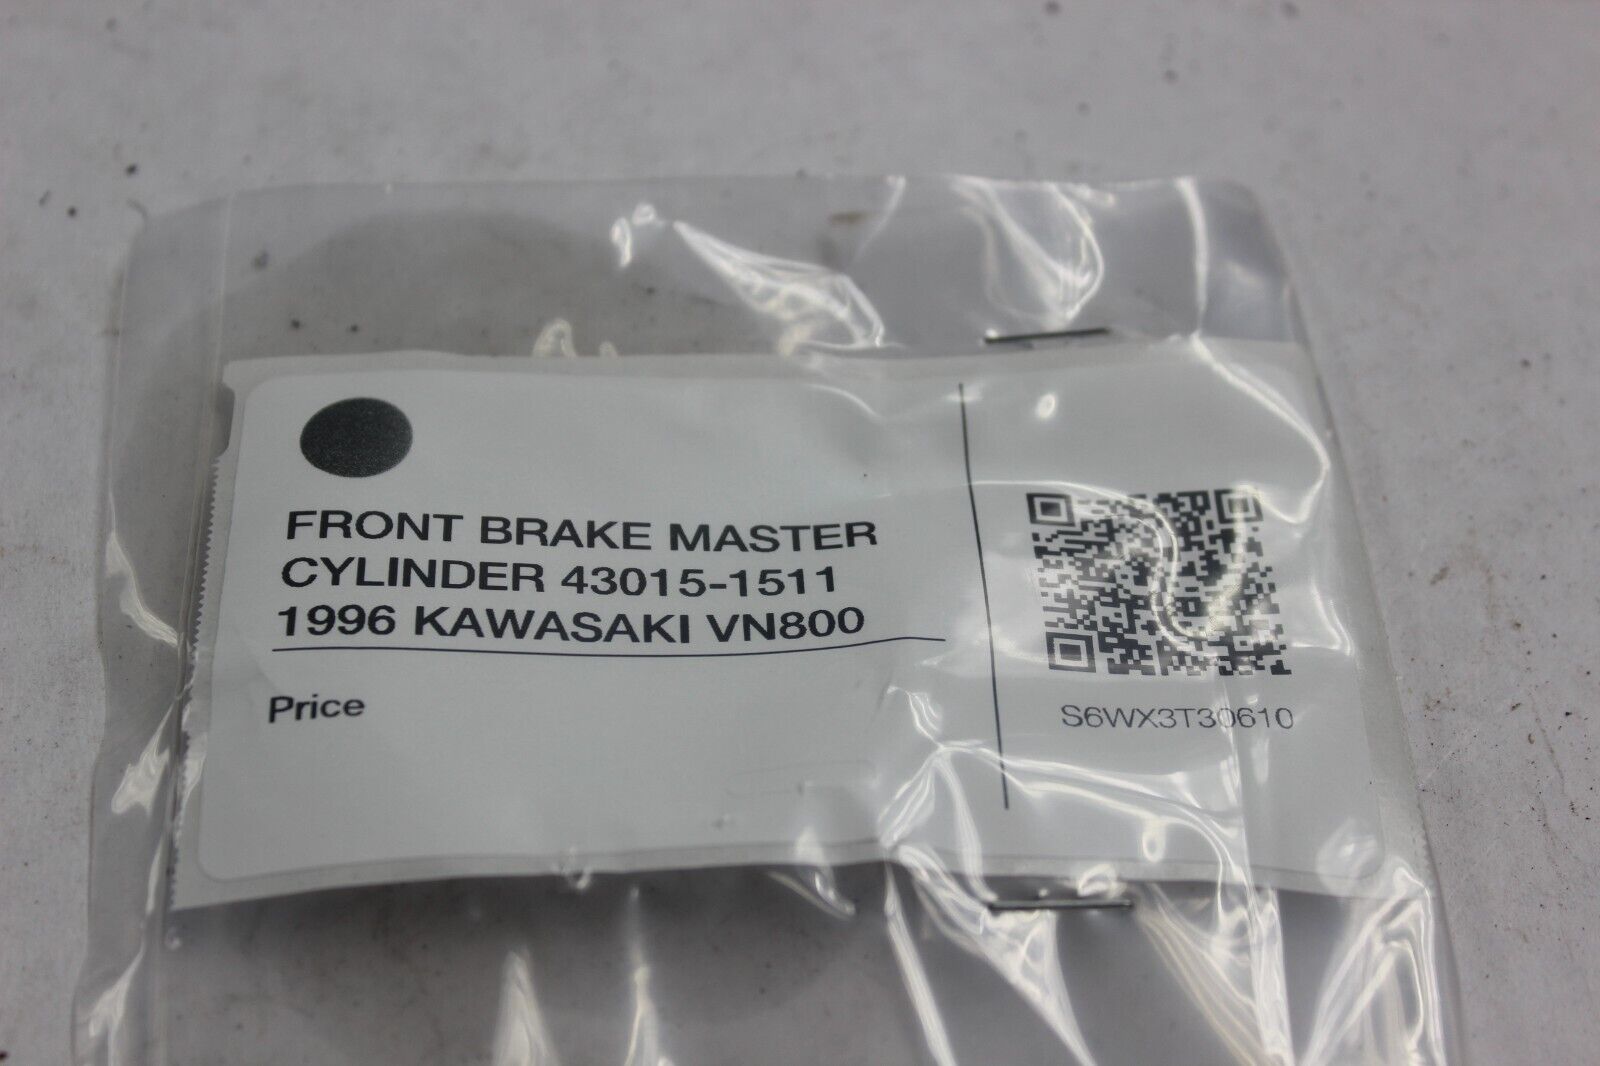 FRONT BRAKE MASTER
CYLINDER 43015-1511
1996 KAWASAKI VN800
Price
S6WX3T30610